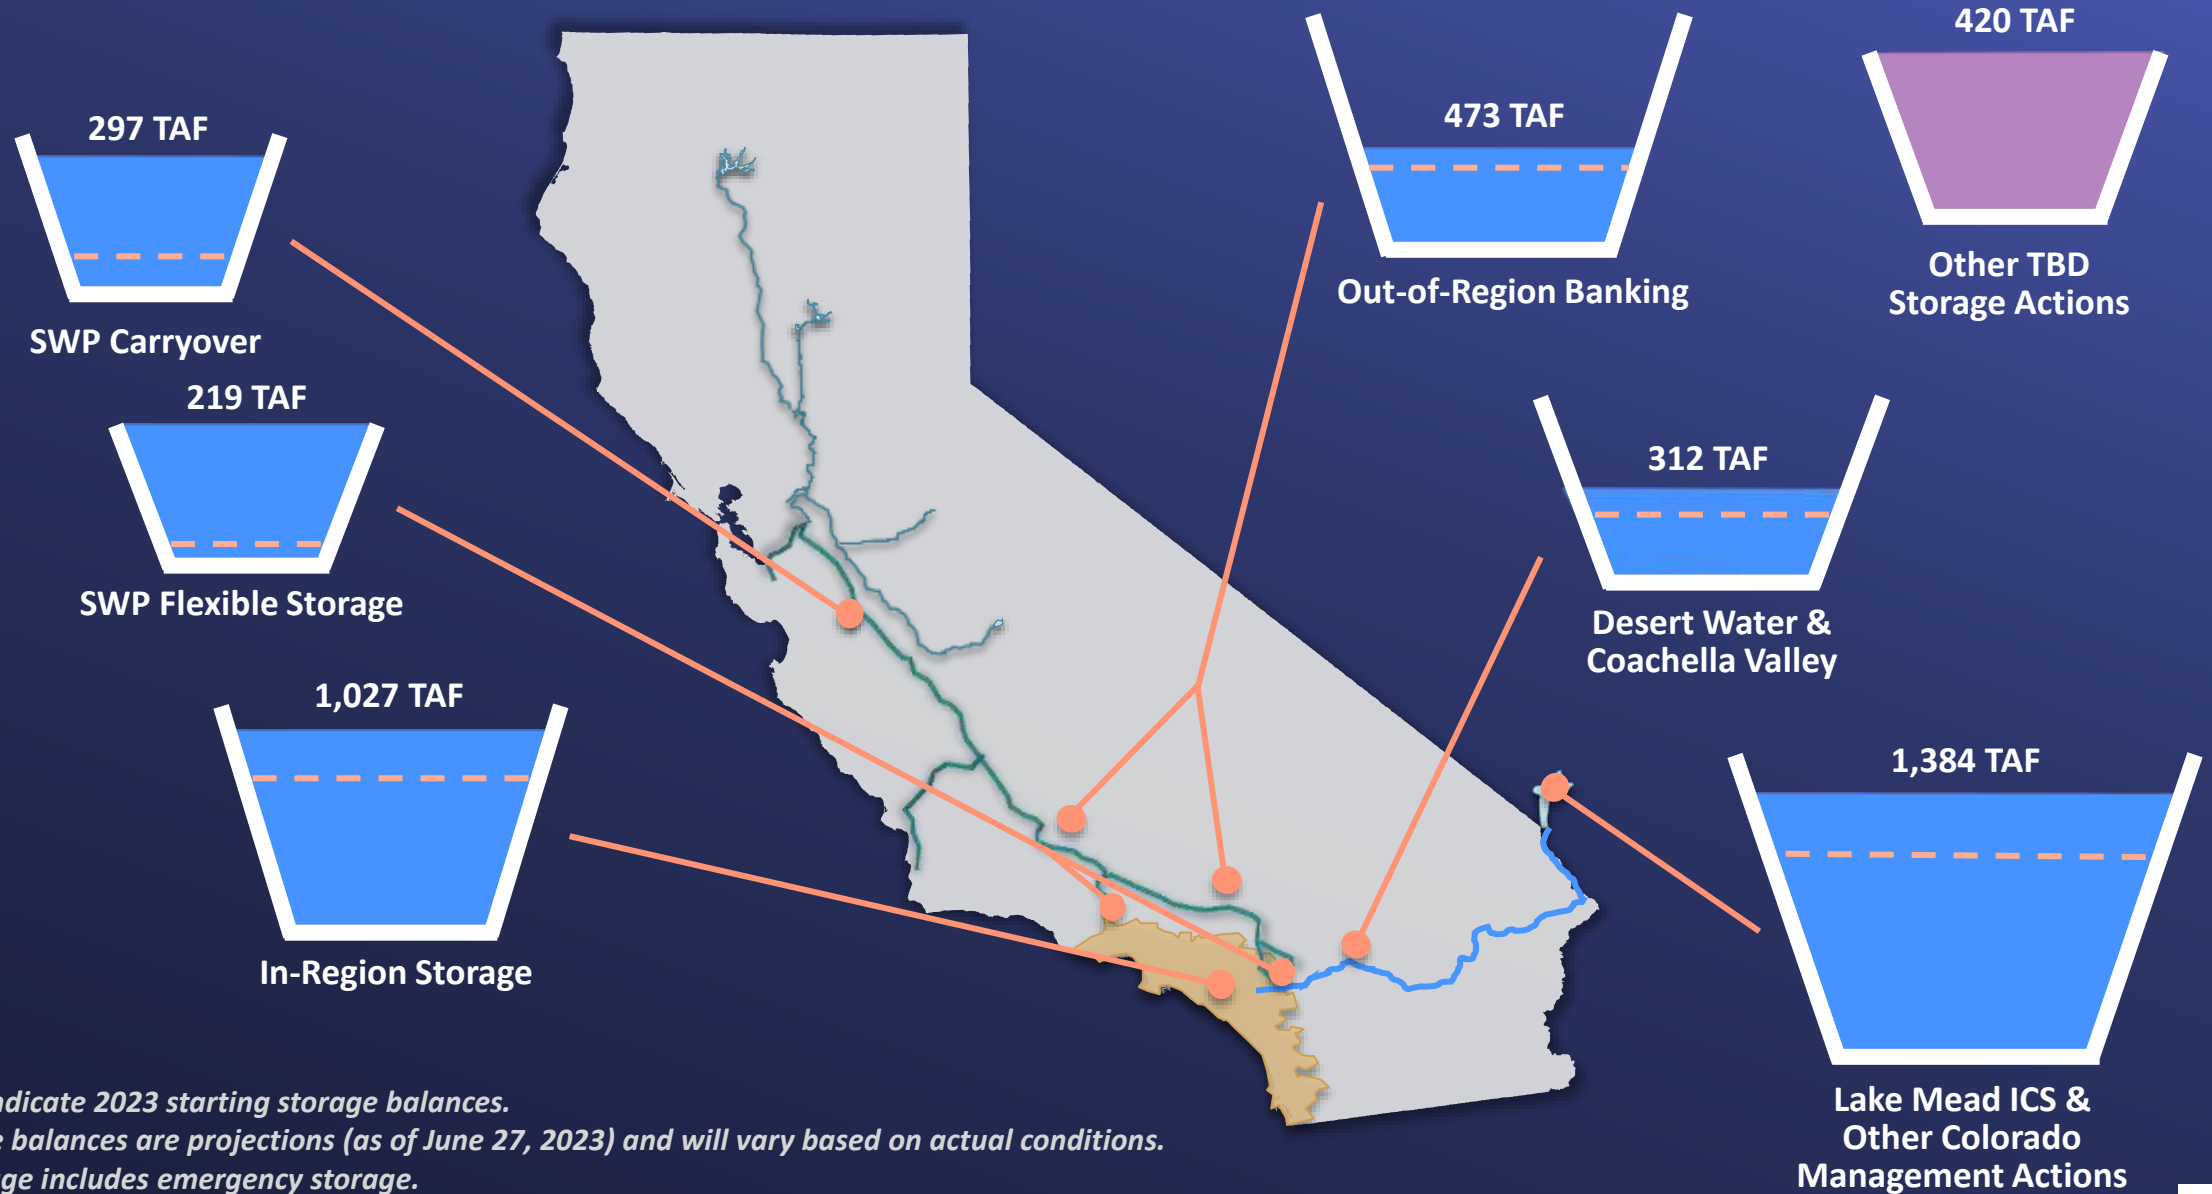 297 TAF
SWP Carryover
219 TAF
SWP Flexible Storage
1,027 TAF
In-Region Storage
473 TAF
Out-of-Region Banking
420 TAF
Other TBD
Storage Actions
312 TAF
Desert Water &
Coachella Valley
1,384 TAF
Lake Mead ICS &
Other Colorado
Management Actions
2023 starting storage balances.
balances are projections (as of June 27, 2023) and will vary based on actual conditions.
includes emergency storage.